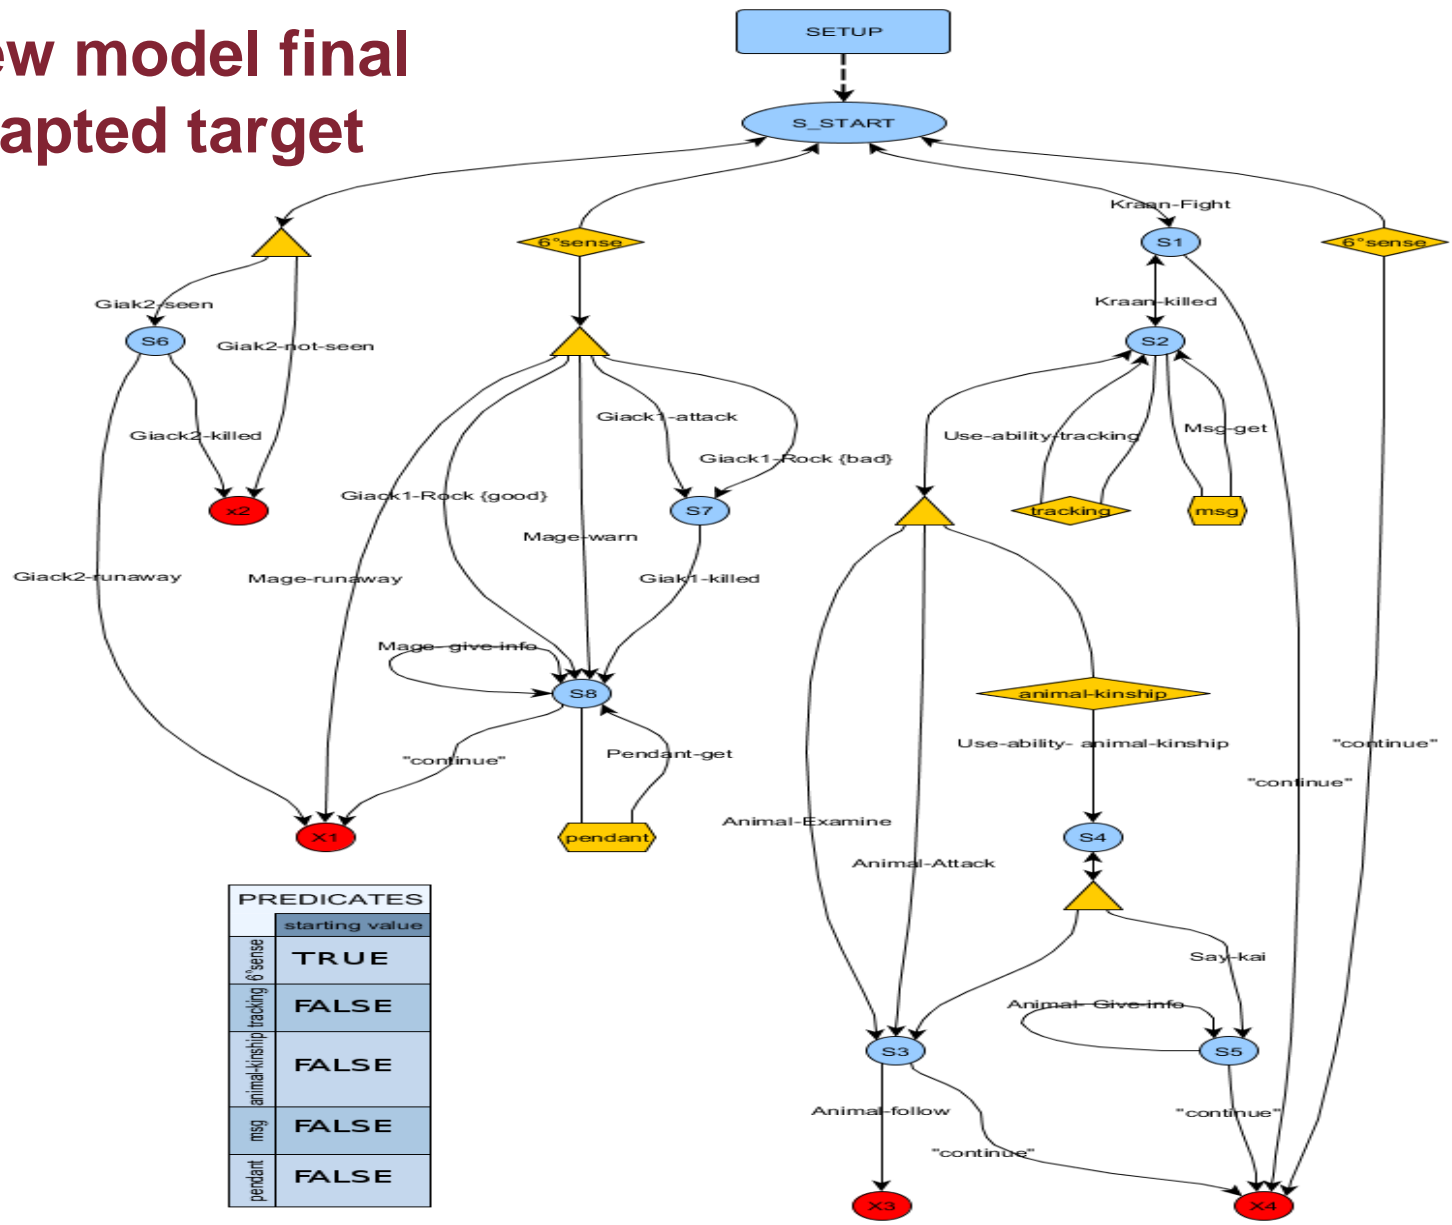 ew model final
apted target
SETUP
S_START
Kraan-Fight
6°sense
S1
6°sense
Giak2-seen
Kraan-killed
S6
Giak2-not-seen
S2
Giack1-attack
Giack2-killed
Use-ability-tracking
Msg-get
Giack1-Rock {bad}
Giack1-Rock {good}
x2
S7
tracking
msg
Mage-warn
Giack2-runaway
Mage-runaway
Giak1-killed
Mage- give-info
S8
animal-kinship
"continue"
Pendant-get
Use-ability- animal-kinship
"continue"
"continue"
Animal-Examine
X1
pendant
S4
Animal-Attack
PREDICATES
starting value
6°sense TRUE
tracking FALSE
animal-kinship FALSE
msg FALSE
pendant FALSE
Say-kai
Animal- Give-info
S3
S5
Animal-follow
"continue"
"continue"
X3
X4